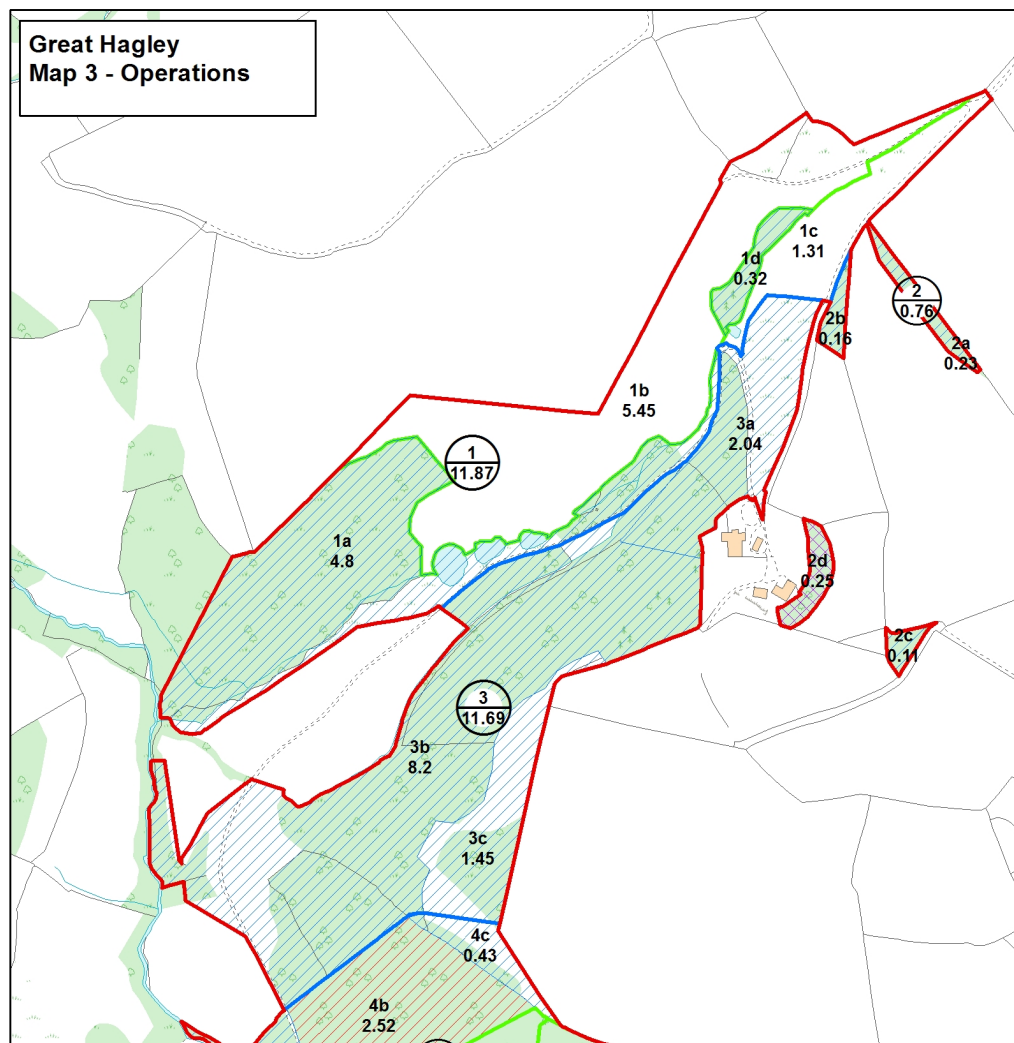 Great Hagley
Map 3 - Operations
1c
1.31
1d
0.32
2
0.76
2b
0.16
2a
0.23
1b
5.45
3a
2.04
1
11.87
1a
4.8
2d
0.25
2c
0.11
3
11.69
3b
8.2
3c
1.45
4c
0.43
4b
2.52